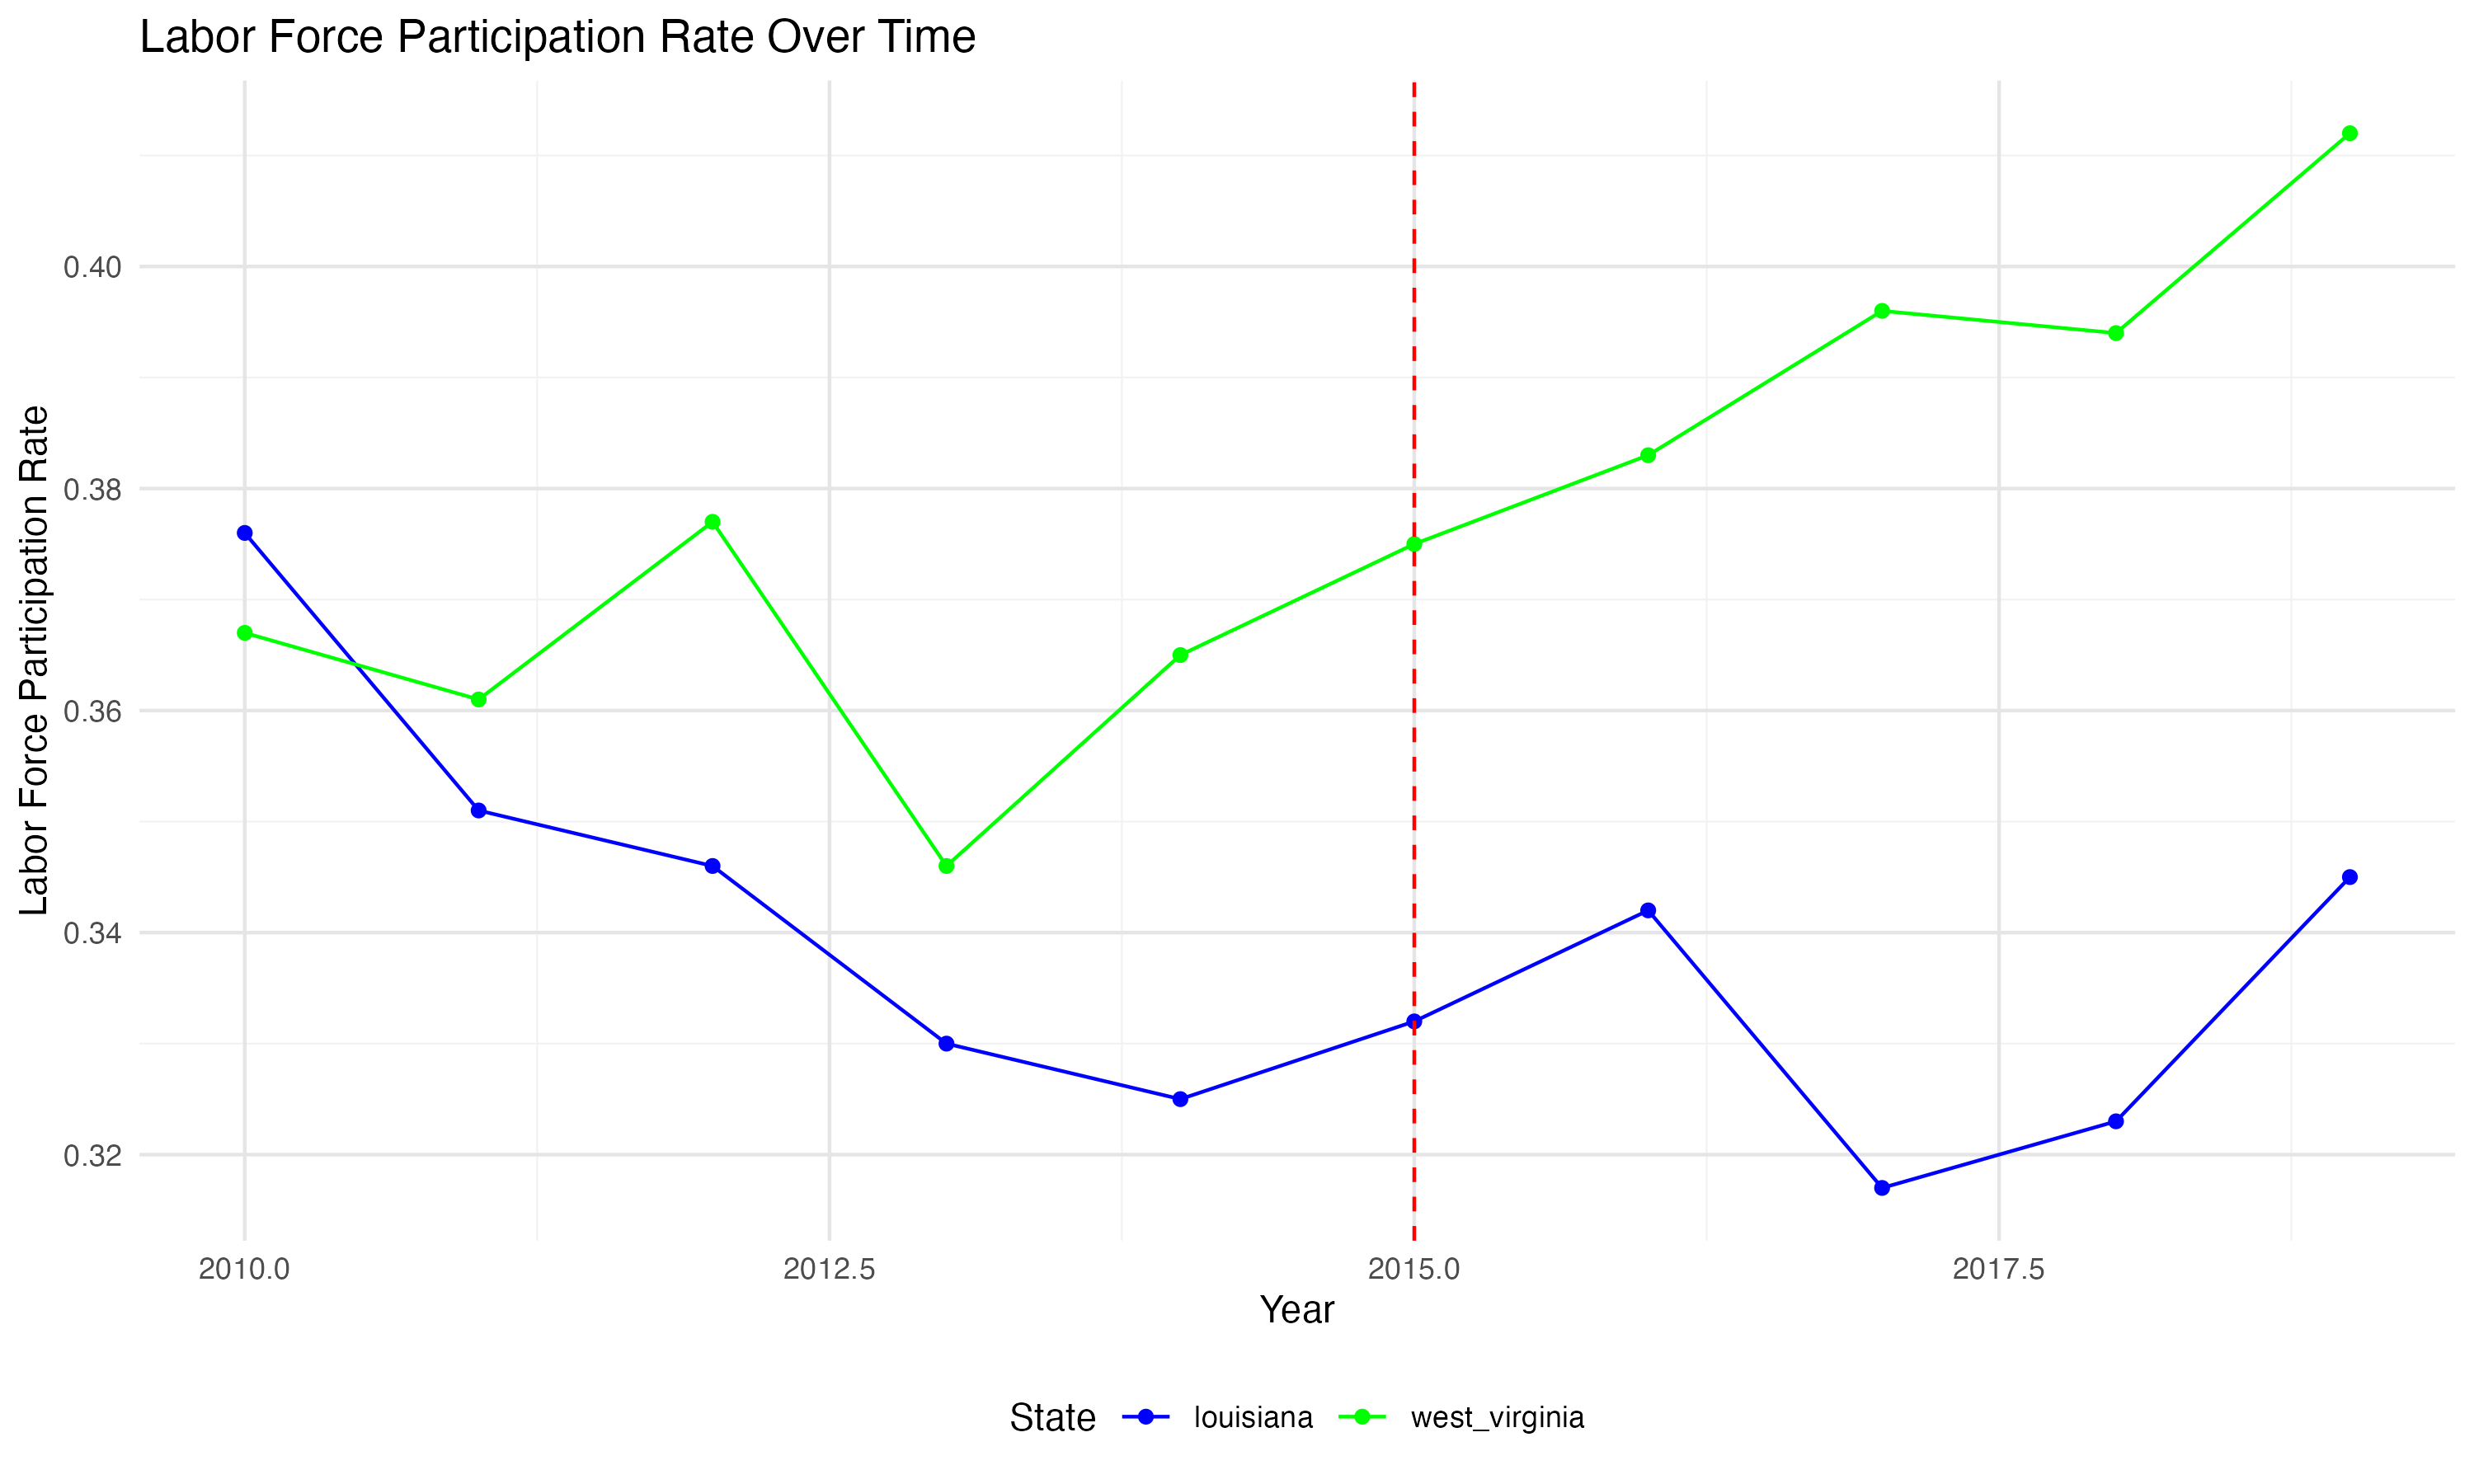 Labor Force Participation Rate Over Time
Labor Force Participation Rate
0.40
0.38
0.36
0.34
0.32
2010.0 2012.5 2015.0 2017.5
Year
State louisiana west_virginia